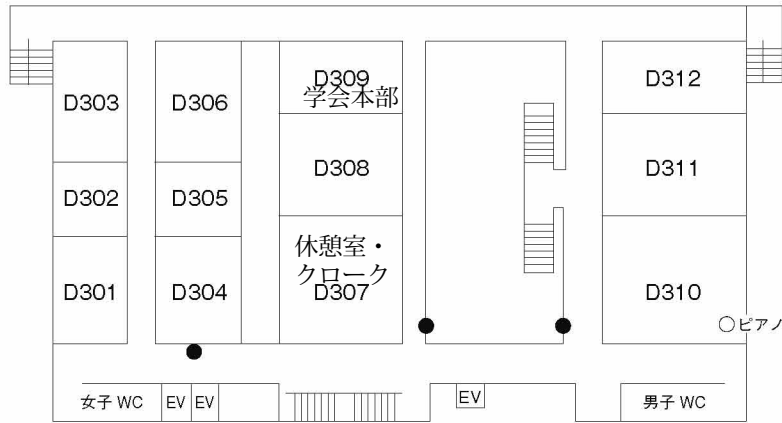 D303
D306
D309
学会本部
D312
D302
D305
D308
D311
D301
D304
休憩室・
クローク
D307
D310
ピアノ
女子 WC
EV
EV
EV
男子 WC